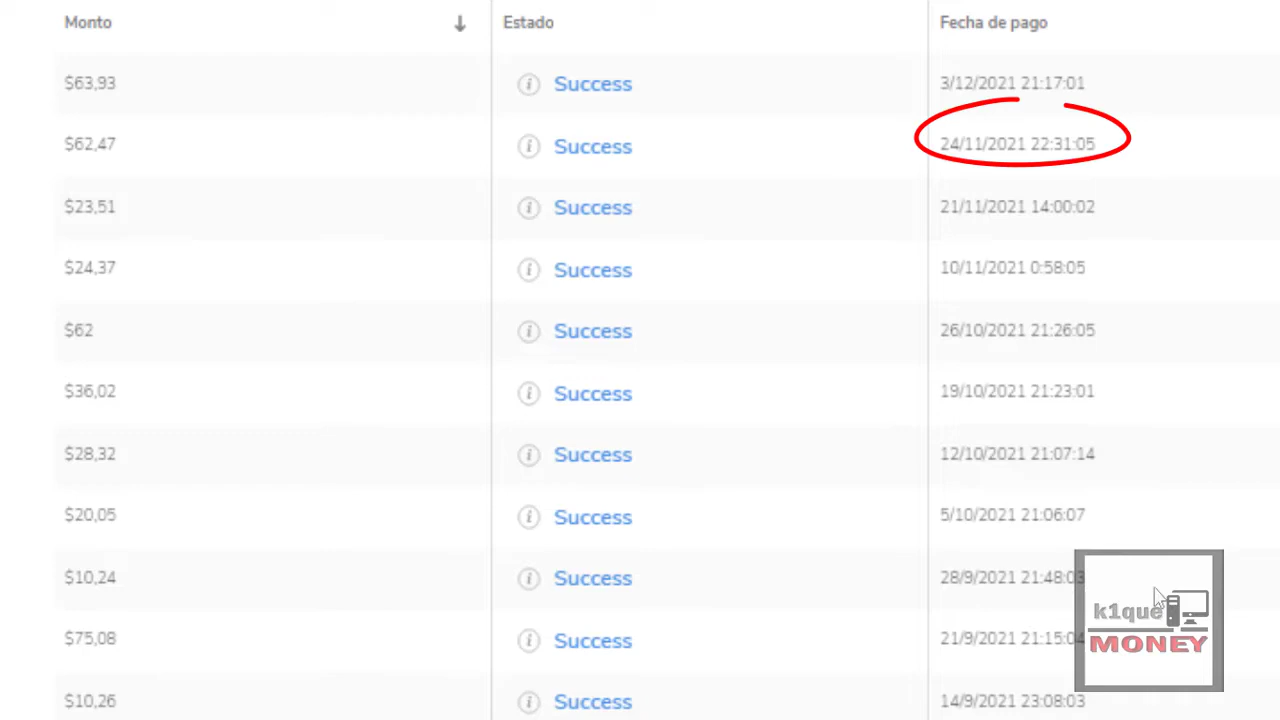 Monto Estado Fecha de pago
$63,93 Success 3/12/2021 21:17:01
$62,47 Success 24/11/2021 22:31:05
$23,51 Success 21/11/2021 14:00:02
$24,37 Success 10/11/2021 0:58:05
$62 Success 26/10/2021 21:26:05
$36,02 Success 19/10/2021 21:23:01
$28,32 Success 12/10/2021 21:07:14
$20,05 Success 5/10/2021 21:06:07
$10,24 Success 28/9/2021 21:48:03
$75,08 Success 21/9/2021 21:15:04
$10,26 Success 14/9/2021 23:08:03
k1que
MONEY